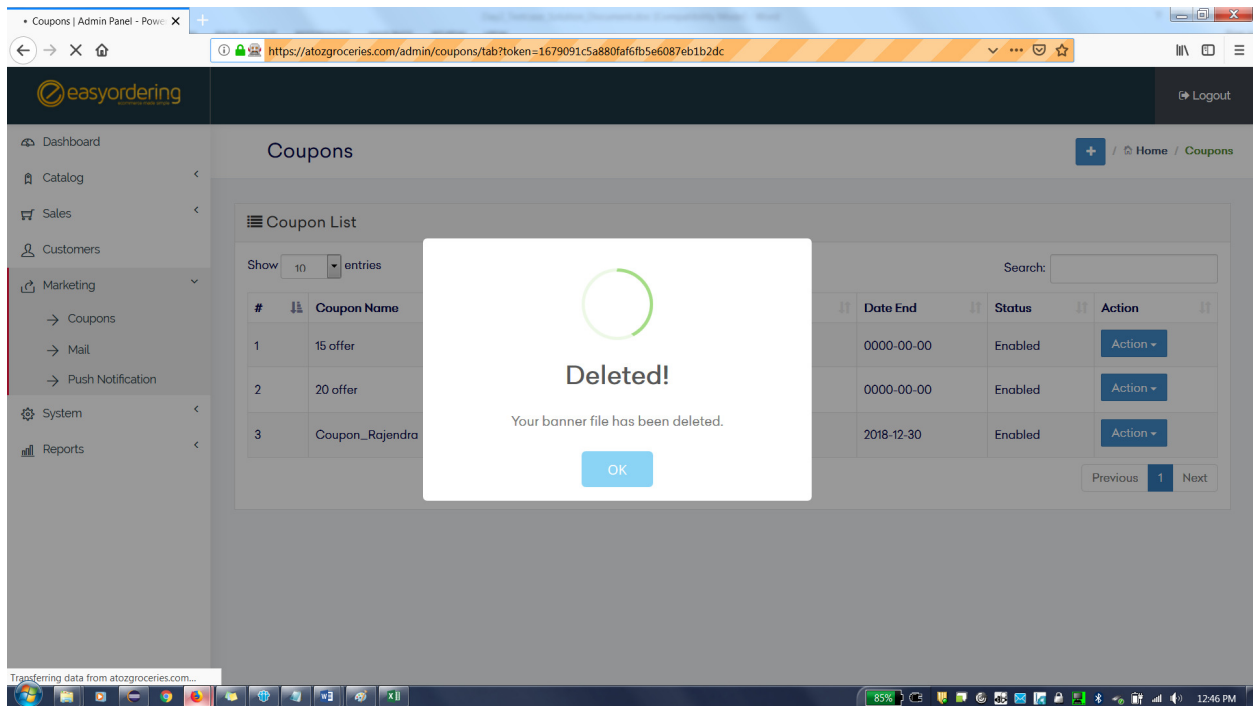 • Coupons | Admin Panel - Powe
https://atozgroceries.com/admin/coupons/tab?token=1679091c5a880faf6fb5e6087eb1b2dc
easyordering
Logout
Dashboard
Catalog
Sales
Customers
Marketing
Coupons
Mail
Push Notification
System
Reports
Coupons
/ Home / Coupons
Coupon List
Show 10 entries
Search:
# Coupon Name Date End Status Action
1 15 offer 0000-00-00 Enabled Action
2 20 offer 0000-00-00 Enabled Action
3 Coupon_Rajendra 2018-12-30 Enabled Action
Previous 1 Next
Deleted!
Your banner file has been deleted.
OK
Transferring data from atozgroceries.com...
85%
12:46 PM